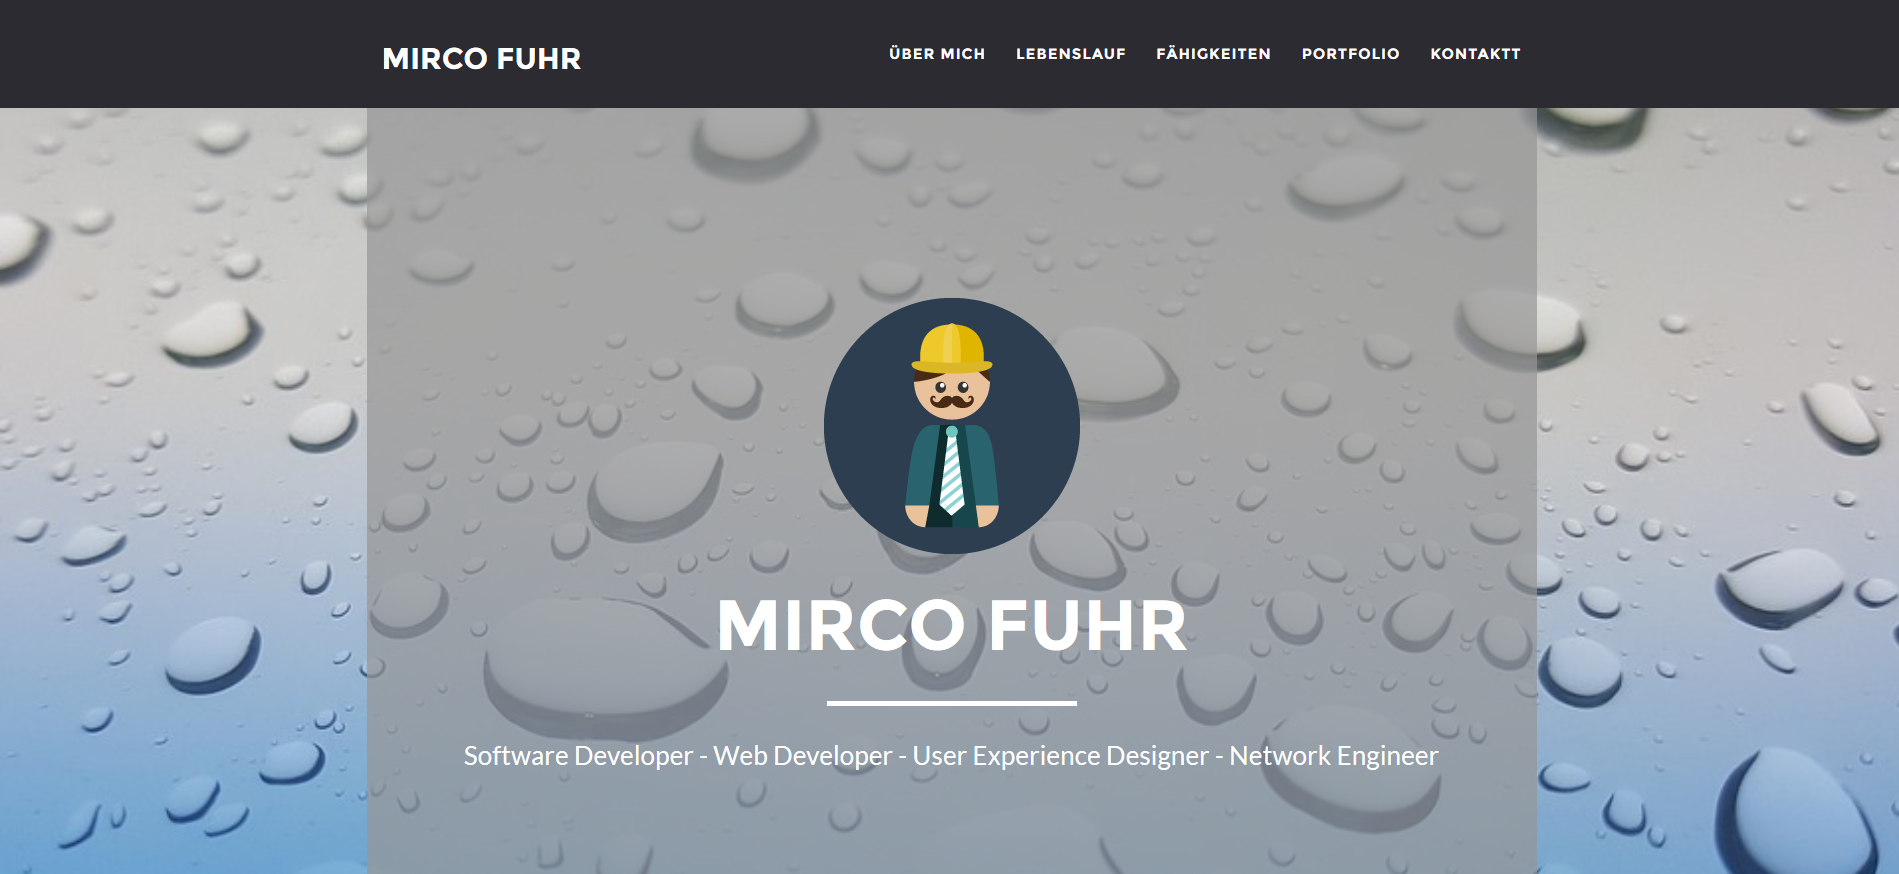 MIRCO FUHR
ÜBER MICH LEBENSLAUF FÄHIGKEITEN PORTFOLIO KONTAKTT
MIRCO FUHR
Software Developer - Web Developer - User Experience Designer - Network Engineer